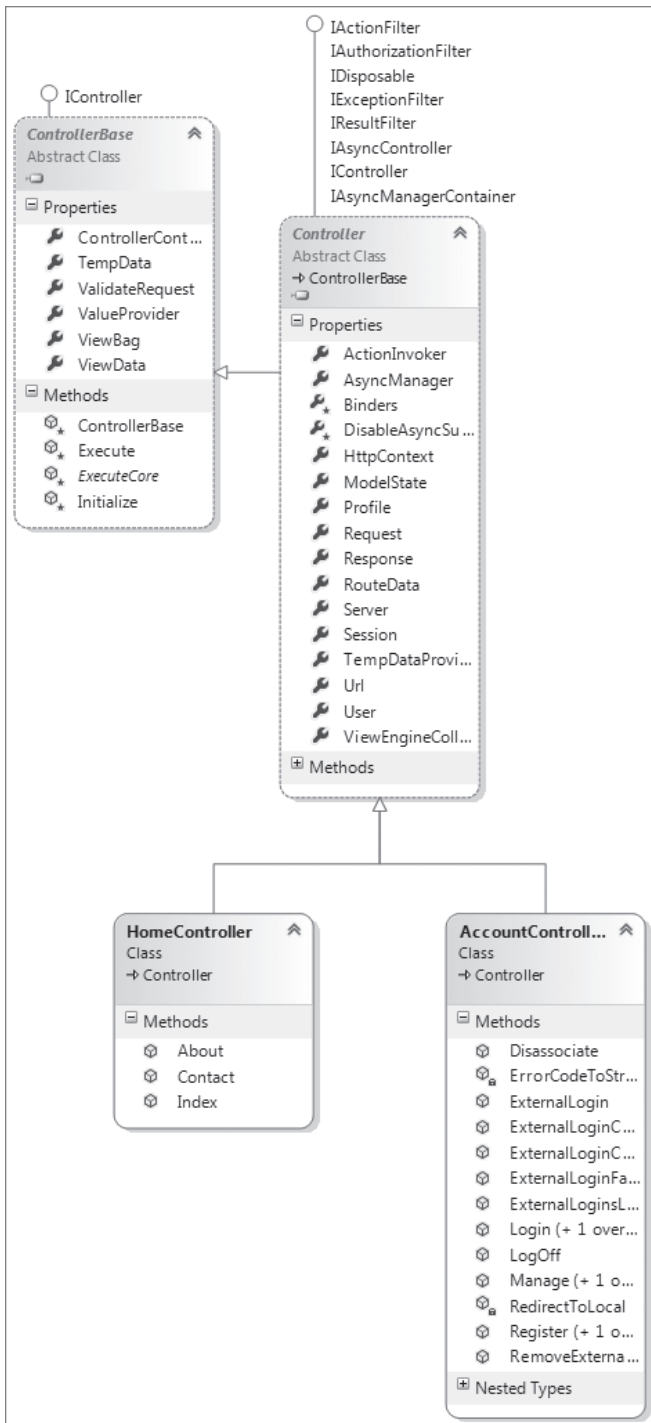 IController
ControllerBase
Abstract Class
Properties
ControllerCont ...
TempData
ValidateRequest
ValueProvider
ViewBag
ViewData
Methods
ControllerBase
Execute
ExecuteCore
Initialize
IActionFilter
IAuthorizationFilter
IDisposable
IExceptionFilter
IResultFilter
IAsyncController
IController
IAsyncManagerContainer
Controller
Abstract Class
ControllerBase
Properties
ActionInvoker
AsyncManager
Binders
DisableAsyncSu ...
HttpContext
ModelState
Profile
Request
Response
RouteData
Server
Session
TempDataProvi...
Url
User
ViewEngineColl...
Methods
HomeController
Class
Controller
Methods
About
Contact
Index
AccountControll...
Class
Controller
Methods
Disassociate
ErrorCodeToStr...
ExternalLogin
ExternalLoginC...
ExternalLoginC...
ExternalLoginFa...
ExternalLoginsL...
Login (+ 1 over...
LogOff
Manage (+ 1 o...
RedirectToLocal
Register (+ 1 o...
RemoveExterna...
Nested Types